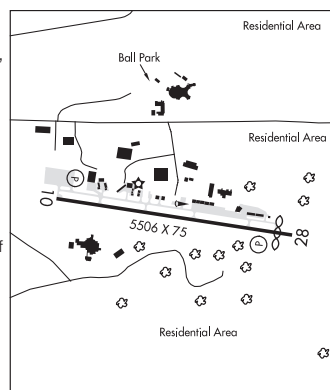 Residential Area
Ball Park
Residential Area
P
10
5506 X 75
28
P
f
Residential Area